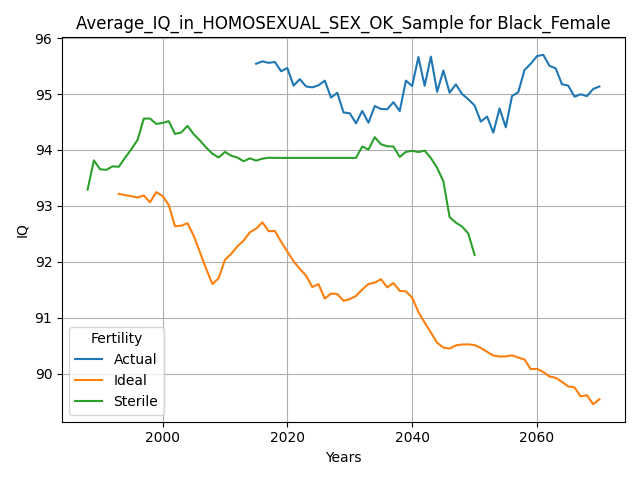 Average_IQ_in_HOMOSEXUAL_SEX_OK_Sample for Black_Female
96
95
94
93
92
91
90
IQ
Fertility
Actual
Ideal
Sterile
2000 2020 2040 2060
Years